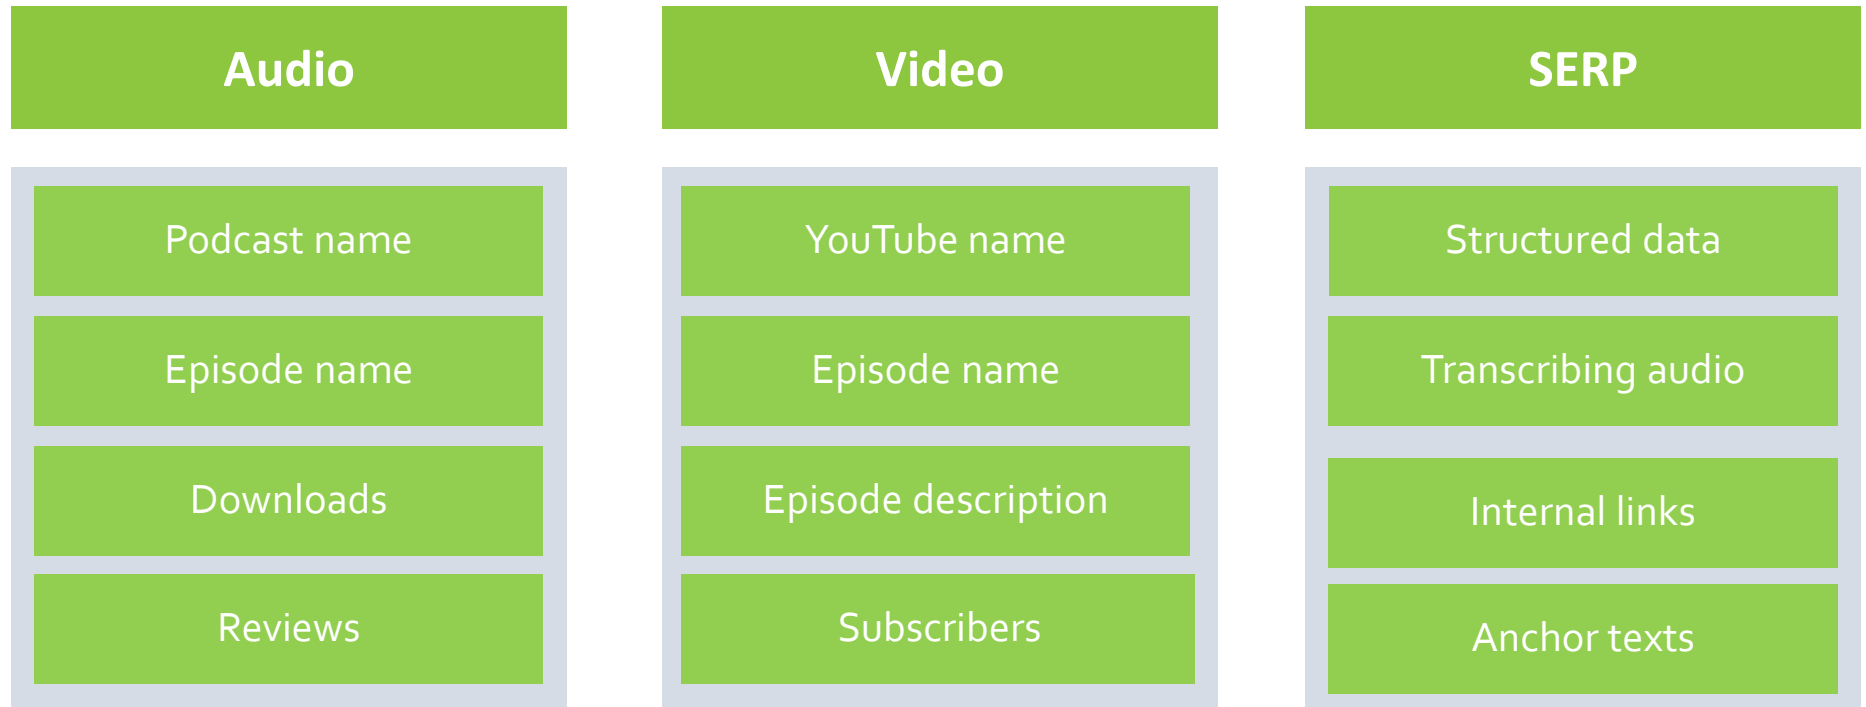 Audio
Podcast name
Episode name
Downloads
Reviews
Video
YouTube name
Episode name
Episode description
Subscribers
SERP
Structured data
Transcribing audio
Internal links
Anchor texts